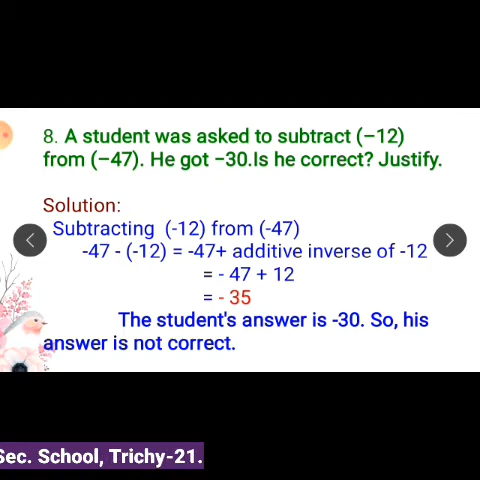 8. A student was asked to subtract (−12)
from (−47). He got −30.Is he correct? Justify.
Solution:
Subtracting (-12) from (-47)
-47 - (-12) = -47+ additive inverse of -12
= - 47 + 12
= - 35
The student's answer is -30. So, his
answer is not correct.
Sec. School, Trichy-21.